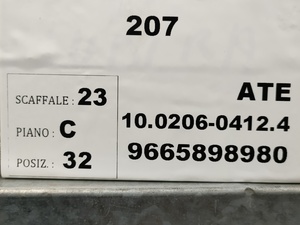 207
SCAFFALE : 23
PIANO : C
POSIZ. : 32
ATE
10.0206-0412.4
9665898980